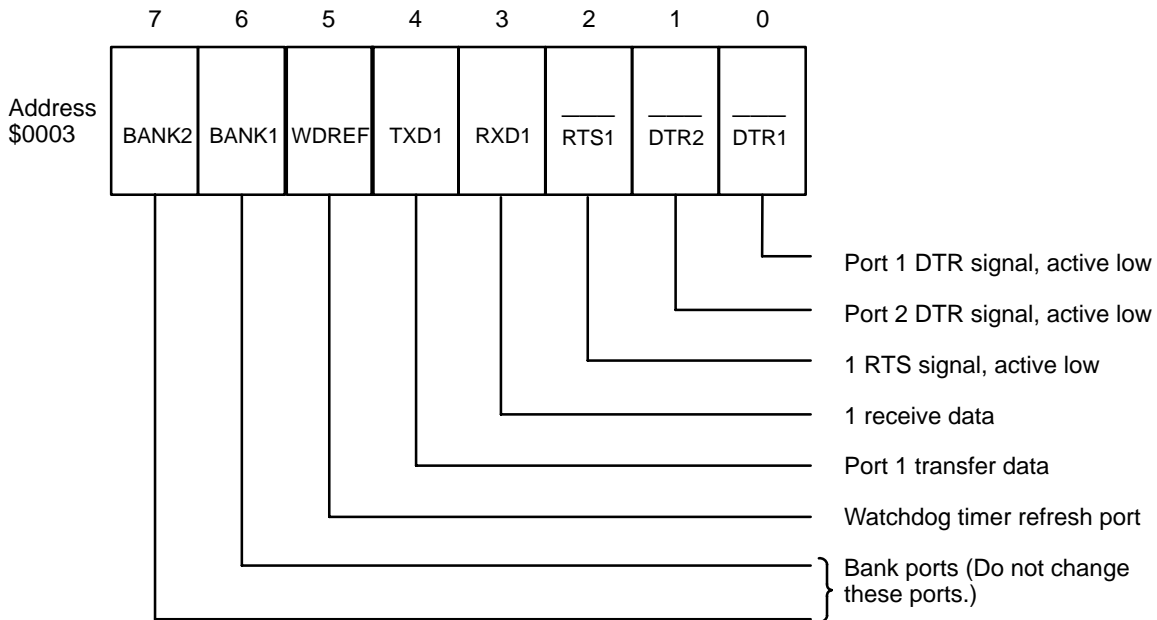 7 6 5 4 3 2 1 0
Address
$0003
BANK2 BANK1 WDREF TXD1 RXD1 RTS1 DTR2 DTR1
Port 1 DTR signal, active low
Port 2 DTR signal, active low
1 RTS signal, active low
1 receive data
Port 1 transfer data
Watchdog timer refresh port
Bank ports (Do not change
these ports.)